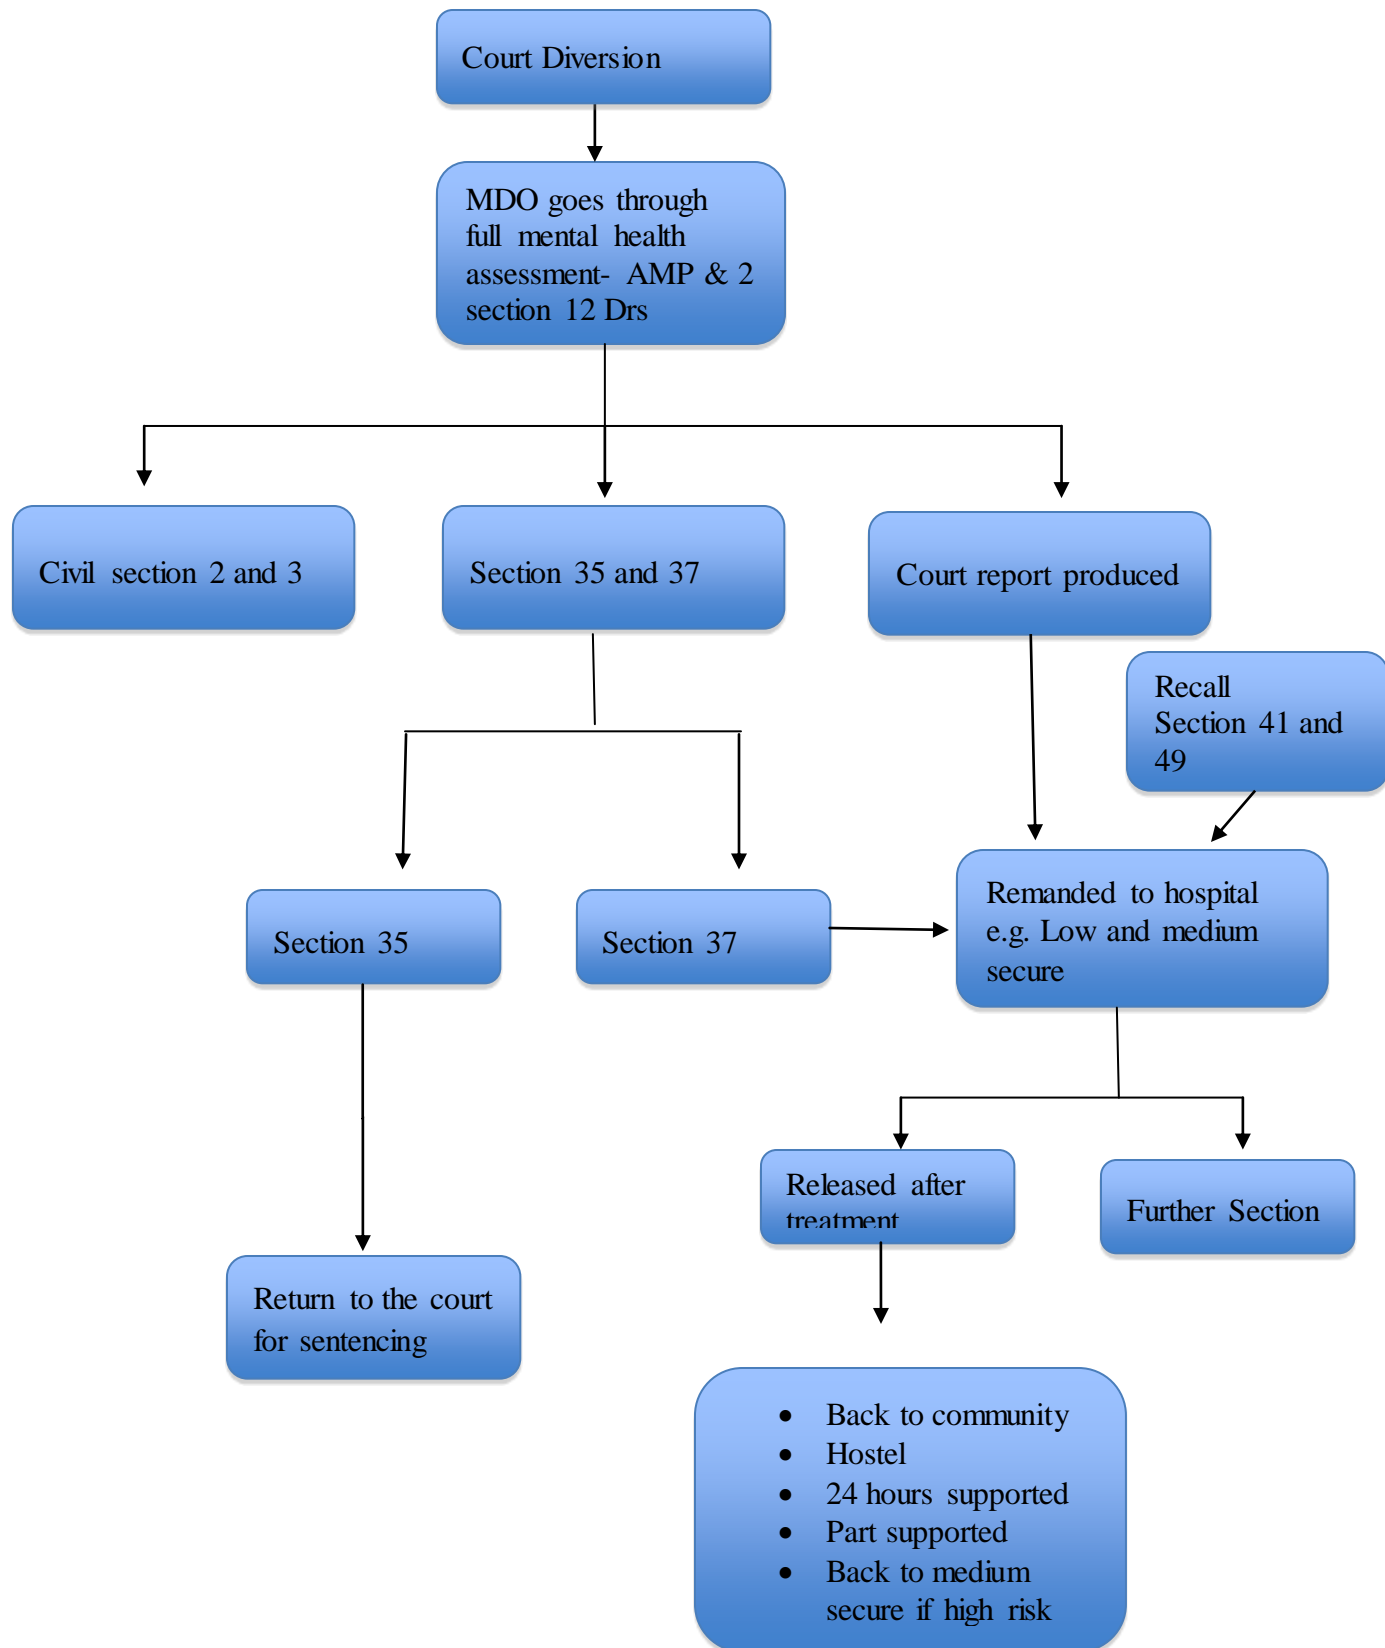 Court Diversion
MDO goes through
full mental health
assessment- AMP & 2
section 12 Drs
Civil section 2 and 3
Section 35 and 37
Court report produced
Recall
Section 41 and
49
Section 35
Section 37
Remanded to hospital
e.g. Low and medium
secure
Released after
treatment
Further Section
Return to the court
for sentencing
• Back to community
• Hostel
• 24 hours supported
• Part supported
• Back to medium
secure if high risk